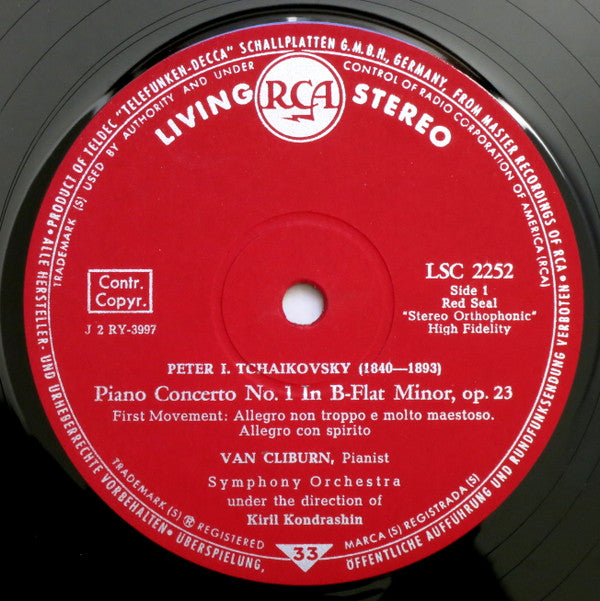 • PRODUCT OF TELDEC "TELEFUNKEN-DECCA" SCHALLPLATTEN G.M.B.H., GERMANY, FROM MASTER RECORDINGS OF RCA •
TRADEMARK (S) USED BY AUTHORITY AND UNDER CONTROL OF RADIO CORPORATION OF AMERICA (RCA)
LIVING RCA STEREO
LSC 2252
Contr.
Copyr.
Side 1
Red Seal
"Stereo Orthophonic"
High Fidelity
J 2 RY-3997
PETER I. TCHAIKOVSKY (1840—1893)
Piano Concerto No. 1 In B-Flat Minor, op. 23
First Movement: Allegro non troppo e molto maestoso.
Allegro con spirito
VAN CLIBURN, Pianist
Symphony Orchestra
under the direction of
Kiril Kondrashin
TRADEMARK (S) ® REGISTERED
MARCA (S) REGISTRADA (S)
33
ALLE HERSTELLER- UND URHEBERRECHTE VORBEHALTEN • ÜBERSPIELUNG, ÖFFENTLICHE AUFFÜHRUNG UND RUNDFUNKSENDUNG VERBOTEN